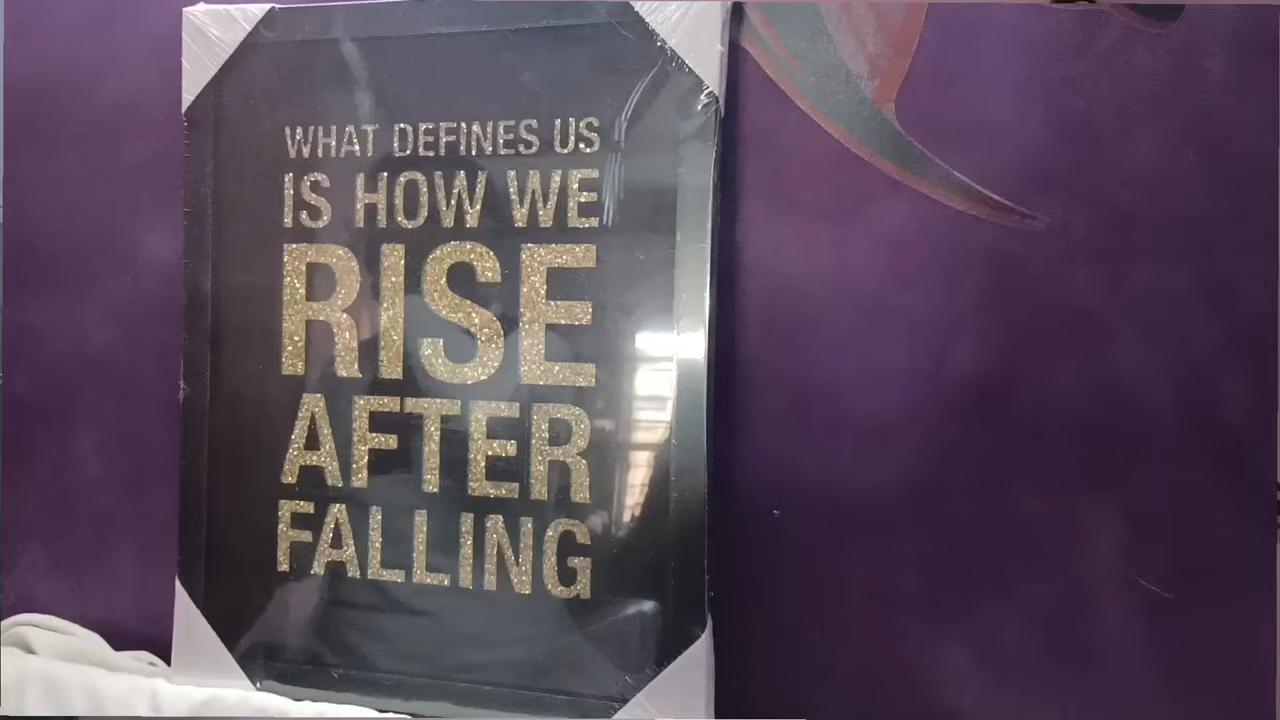 WHAT DEFINES US
IS HOW WE
RISE
AFTER
FALLING